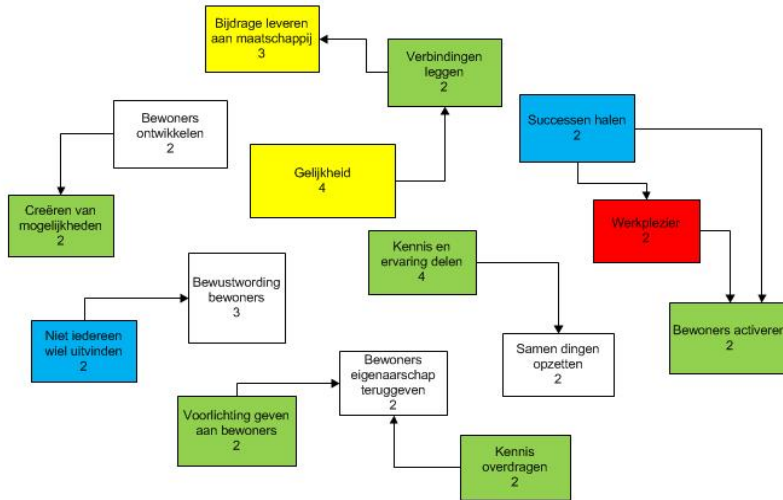 Bijdrage leveren
aan maatschappij
3
Verbindingen
leggen
2
Bewoners
ontwikkelen
2
Successen halen
2
Gelijkheid
4
Creëren van
mogelijkheden
2
Werkplezier
2
Kennis en
ervaring delen
4
Bewustwording
bewoners
3
Niet iedereen
wiel uitvinden
2
Bewoners activeren
2
Samen dingen
opzetten
2
Bewoners
eigenaarschap
teruggeven
2
Voorlichting geven
aan bewoners
2
Kennis
overdragen
2